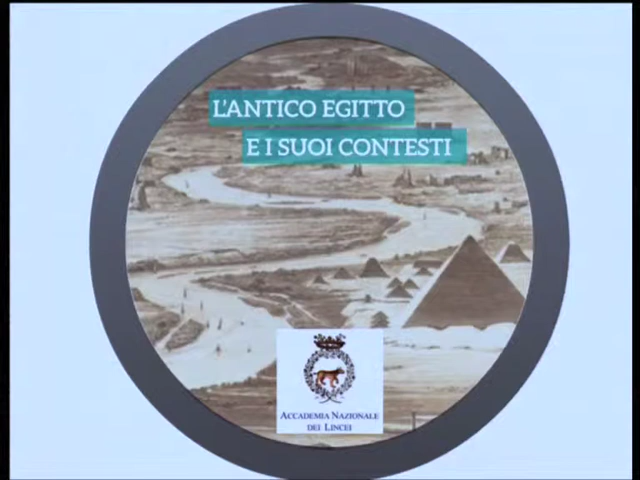 L'ANTICO EGITTO
E I SUOI CONTESTI
ACCADEMIA NAZIONALE
DEI LINCEI